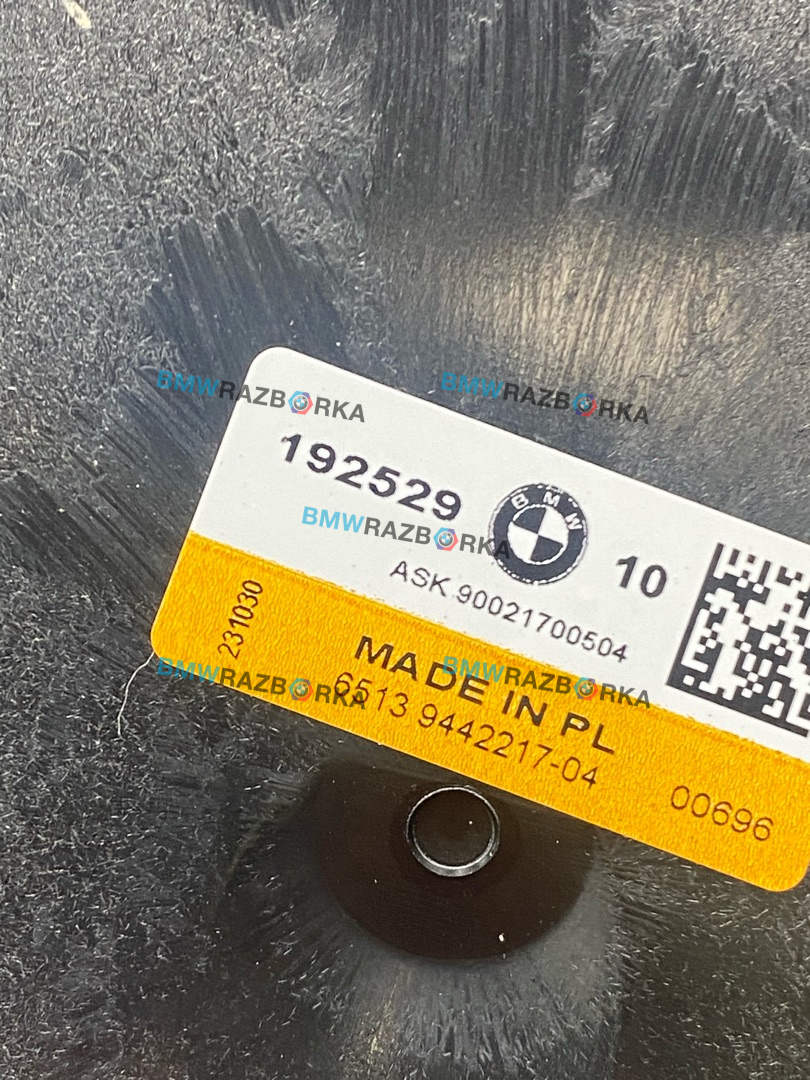 BMWRAZBORKA
BMWRAZBORKA
192529
BMW
10
BMWRAZBORKA
ASK 90021700504
231030
MADE IN PL
BMWRAZBORKA
BMWRAZBORKA
6513 9442217-04
00696